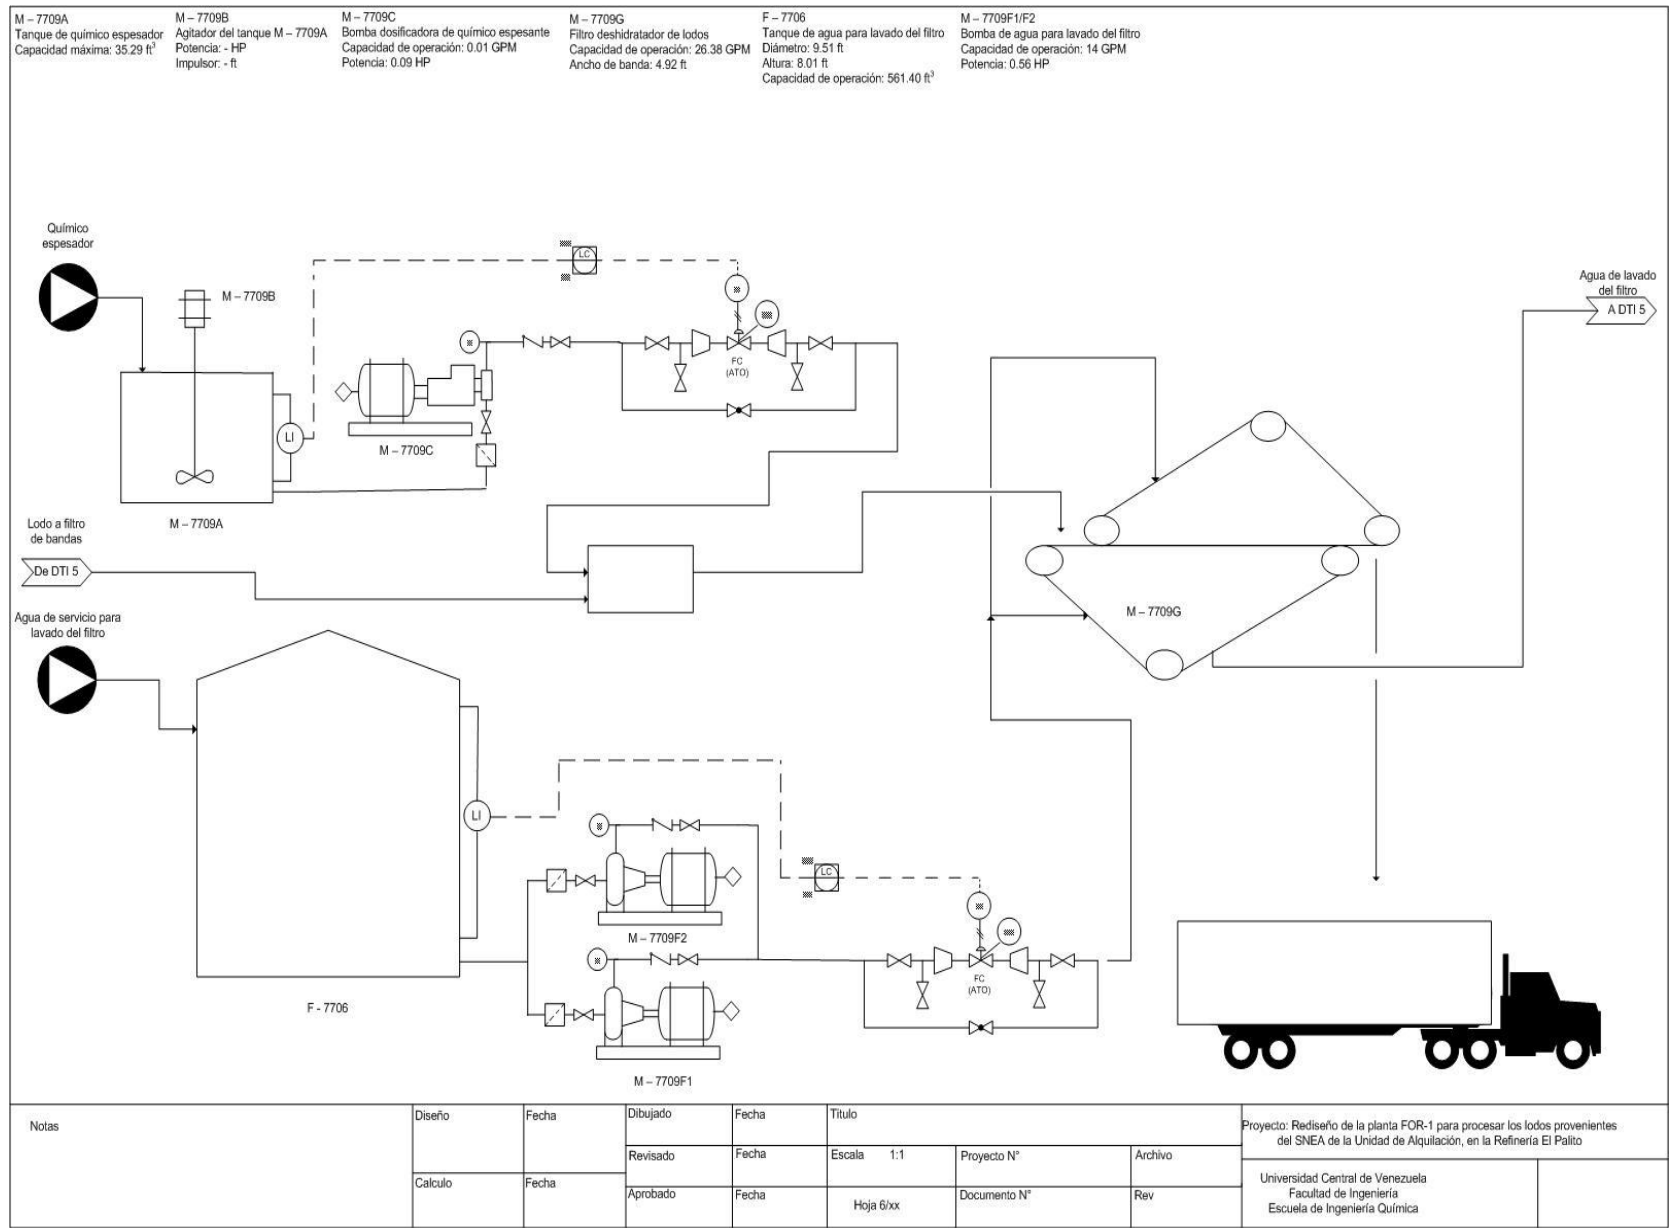 M – 7709A
Tanque de químico espesador
Capacidad máxima: 35.29 ft³
M – 7709B
Agitador del tanque M – 7709A
Potencia: - HP
Impulsor: - ft
M – 7709C
Bomba dosificadora de químico espesante
Capacidad de operación: 0.01 GPM
Potencia: 0.09 HP
M – 7709G
Filtro deshidratador de lodos
Capacidad de operación: 26.38 GPM
Ancho de banda: 4.92 ft
F – 7706
Tanque de agua para lavado del filtro
Diámetro: 9.51 ft
Altura: 8.01 ft
Capacidad de operación: 561.40 ft³
M – 7709F1/F2
Bomba de agua para lavado del filtro
Capacidad de operación: 14 GPM
Potencia: 0.56 HP
Químico
espesador
M – 7709B
LC
Agua de lavado
del filtro
A DTI 5
FC
(ATO)
LI
M – 7709C
M – 7709A
Lodo a filtro
de bandas
De DTI 5
M – 7709G
Agua de servicio para
lavado del filtro
LI
LC
M – 7709F2
FC
(ATO)
F - 7706
M – 7709F1
Notas
Diseño
Fecha
Dibujado
Fecha
Titulo
Proyecto: Rediseño de la planta FOR-1 para procesar los lodos provenientes
del SNEA de la Unidad de Alquilación, en la Refinería El Palito
Revisado
Fecha
Escala 1:1
Proyecto N°
Archivo
Calculo
Fecha
Aprobado
Fecha
Hoja 6/xx
Documento N°
Rev
Universidad Central de Venezuela
Facultad de Ingeniería
Escuela de Ingeniería Química